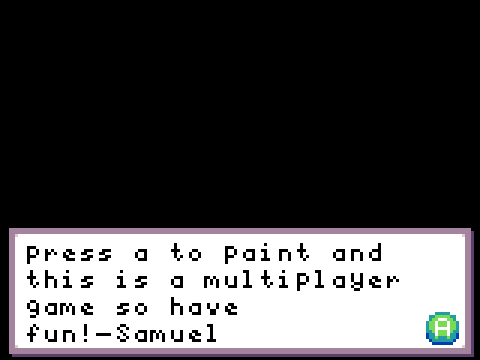 press a to paint and
this is a multiplayer
game so have
fun!-Samuel
A